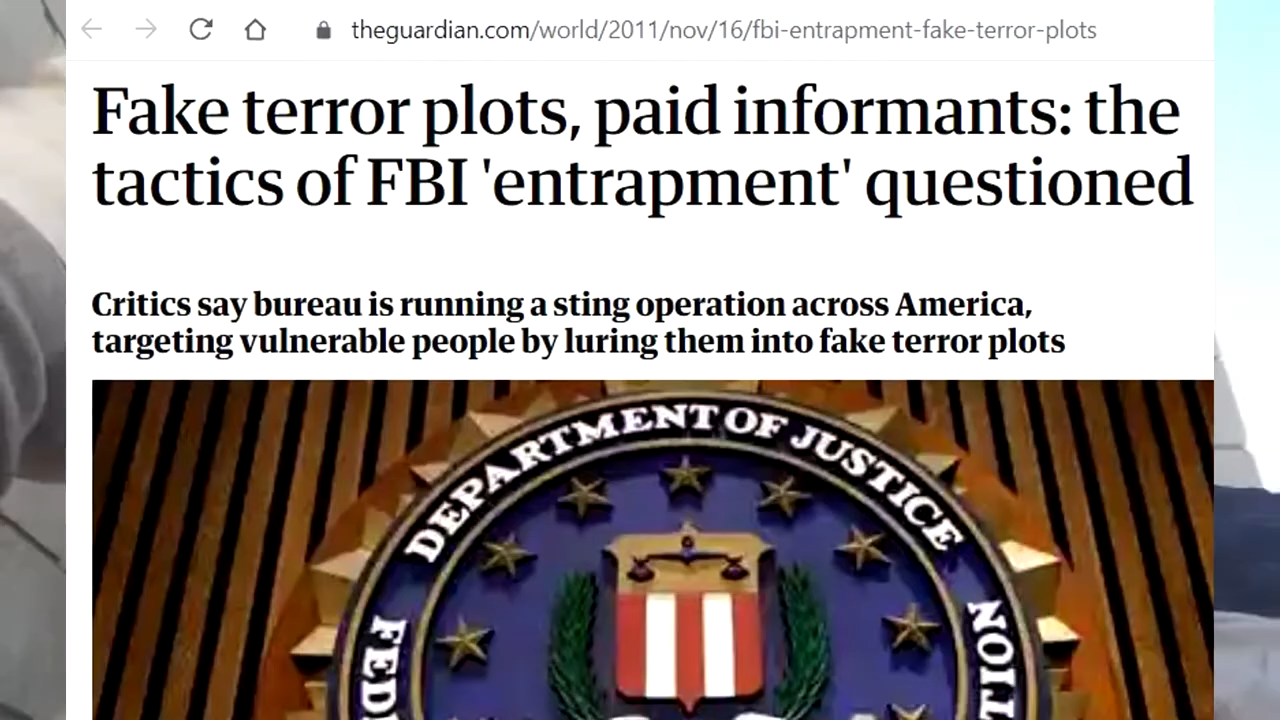 theguardian.com/world/2011/nov/16/fbi-entrapment-fake-terror-plots
Fake terror plots, paid informants: the
tactics of FBI 'entrapment' questioned
Critics say bureau is running a sting operation across America,
targeting vulnerable people by luring them into fake terror plots
DEPARTMENT OF JUSTICE